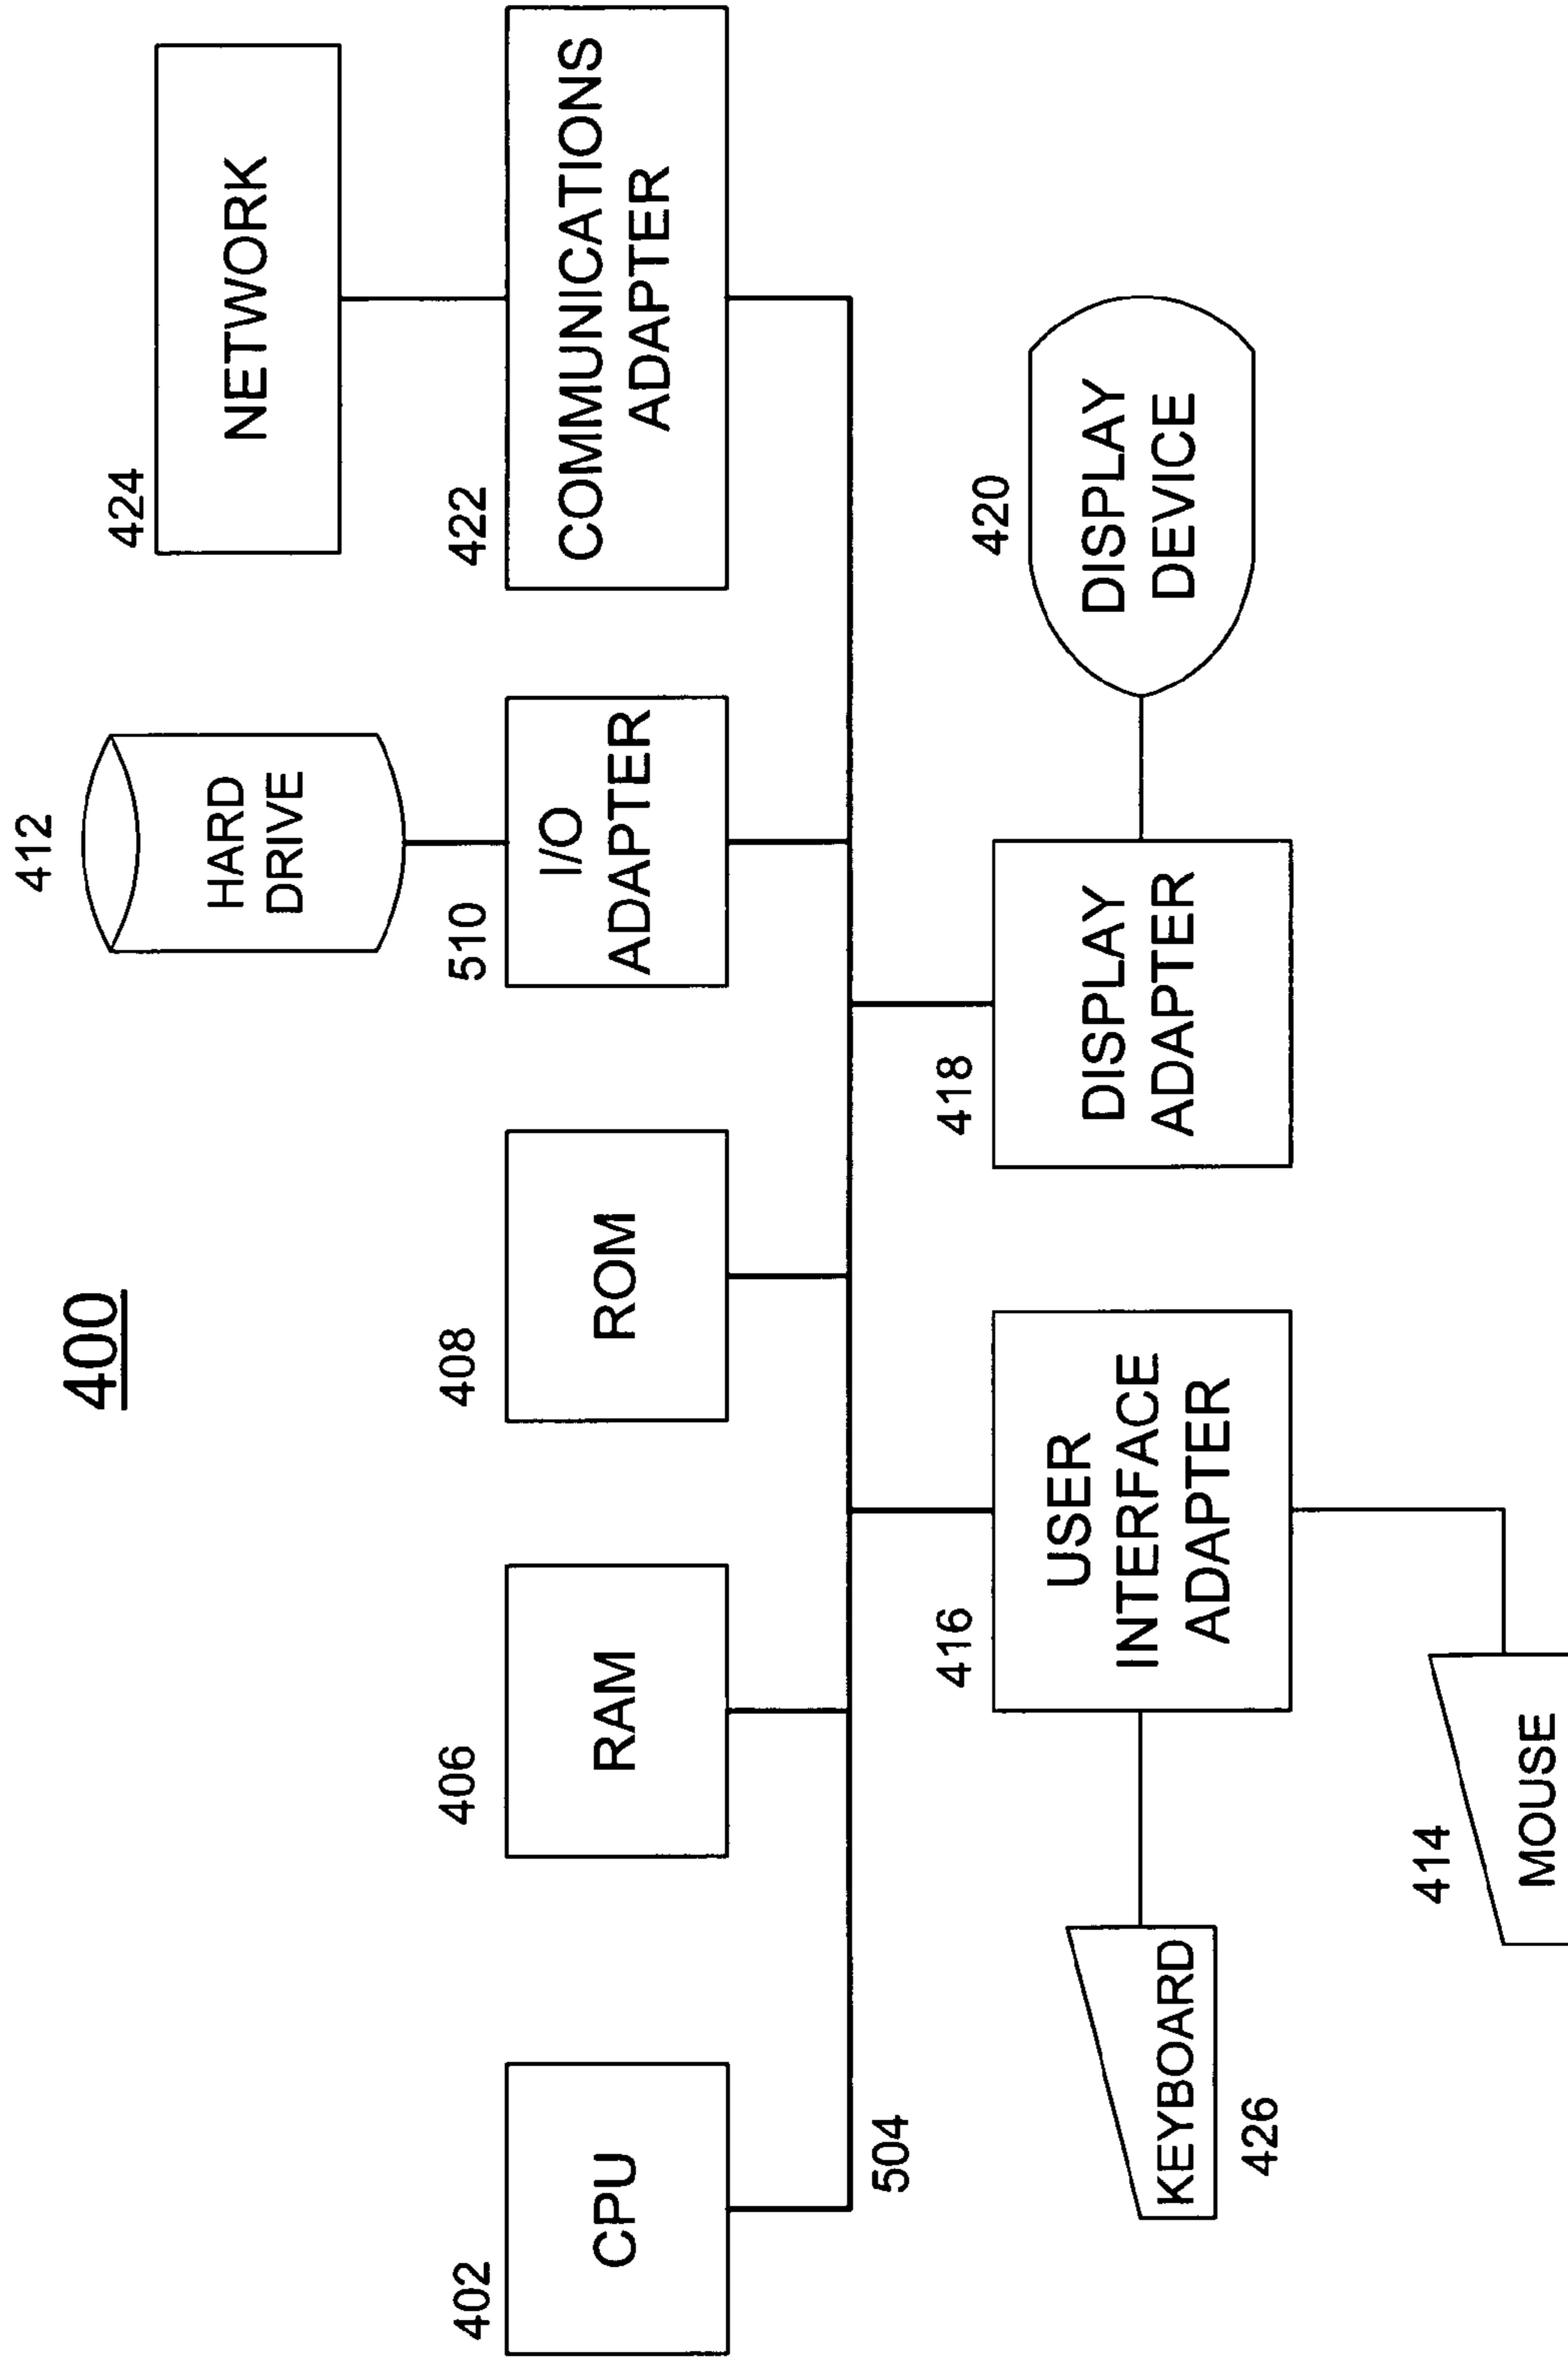 400
412
424
HARD
DRIVE
NETWORK
402
406
408
510
422
CPU
RAM
ROM
I/O
ADAPTER
COMMUNICATIONS
ADAPTER
504
416
418
420
KEYBOARD
426
USER
INTERFACE
ADAPTER
DISPLAY
ADAPTER
DISPLAY
DEVICE
414
MOUSE